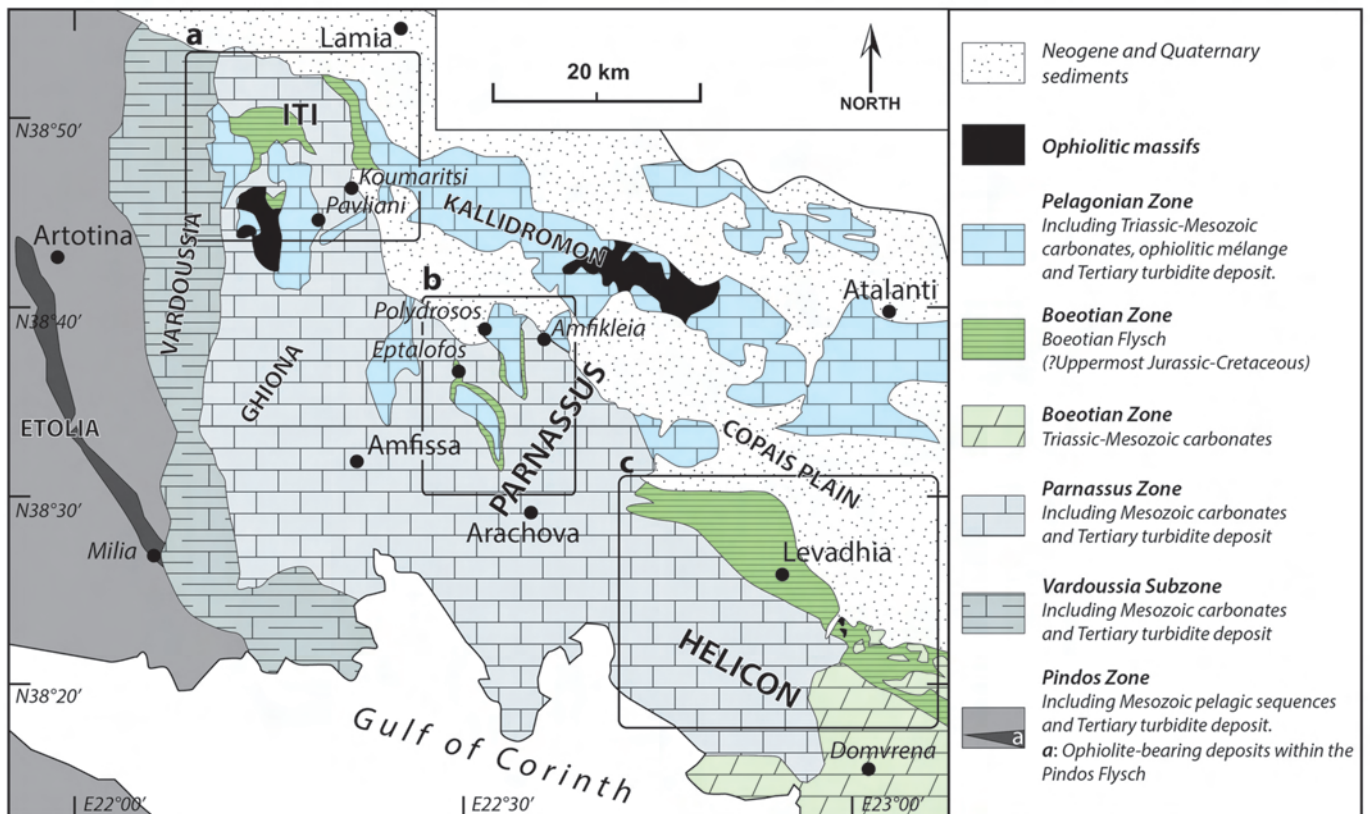 a
Lamia
ITI
Koumaritsi
Pavliani
20 km
NORTH
N38°50’
Artotina
VARDOUSSIA
KALLIDROMON
b
Polydrosos
Amfikleia
Eptalofos
Atalanti
N38°40’
GHIONA
ETOLIA
PARNASSUS
Amfissa
COPAIS PLAIN
c
N38°30’
Arachova
Levadhia
Milia
HELICON
N38°20’
Gulf of Corinth
Domvrena
E22°00’
E22°30’
E23°00’
Neogene and Quaternary
sediments
Ophiolitic massifs
Pelagonian Zone
Including Triassic-Mesozoic
carbonates, ophiolitic mélange
and Tertiary turbidite deposit.
Boeotian Zone
Boeotian Flysch
(?Uppermost Jurassic-Cretaceous)
Boeotian Zone
Triassic-Mesozoic carbonates
Parnassus Zone
Including Mesozoic carbonates
and Tertiary turbidite deposit
Vardoussia Subzone
Including Mesozoic carbonates
and Tertiary turbidite deposit
Pindos Zone
Including Mesozoic pelagic sequences
and Tertiary turbidite deposit.
a
a: Ophiolite-bearing deposits within the
Pindos Flysch